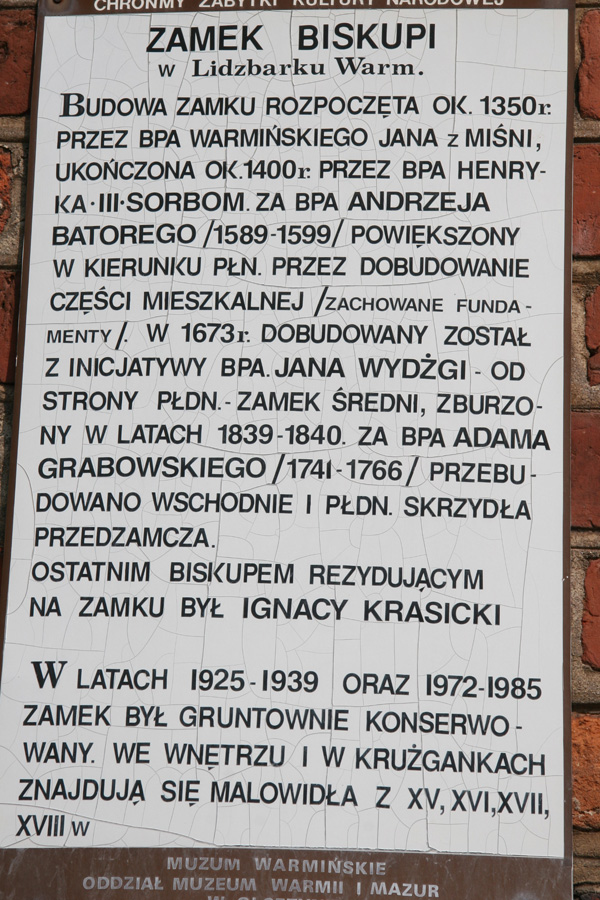 CHROŃMY ZABYTKI KULTURY NARODOWEJ
ZAMEK BISKUPI
w Lidzbarku Warm.
BUDOWA ZAMKU ROZPOCZĘTA OK. 1350r.
PRZEZ BPA WARMIŃSKIEGO JANA z MIŚNI,
UKOŃCZONA OK.1400r. PRZEZ BPA HENRY-
KA·III·SORBOM. ZA BPA ANDRZEJA
BATOREGO /1589-1599/ POWIĘKSZONY
W KIERUNKU PŁN. PRZEZ DOBUDOWANIE
CZĘŚCI MIESZKALNEJ /ZACHOWANE FUNDA-
MENTY/. W 1673r. DOBUDOWANY ZOSTAŁ
Z INICJATYWY BPA. JANA WYDŻGI - OD
STRONY PŁDN.-ZAMEK ŚREDNI, ZBURZO-
NY W LATACH 1839-1840. ZA BPA ADAMA
GRABOWSKIEGO /1741-1766/ PRZEBU-
DOWANO WSCHODNIE I PŁDN. SKRZYDŁA
PRZEDZAMCZA.
OSTATNIM BISKUPEM REZYDUJĄCYM
NA ZAMKU BYŁ IGNACY KRASICKI
W LATACH 1925-1939 ORAZ 1972-1985
ZAMEK BYŁ GRUNTOWNIE KONSERWO-
WANY. WE WNĘTRZU I W KRUŻGANKACH
ZNAJDUJĄ SIĘ MALOWIDŁA Z XV, XVI,XVII,
XVIII w
MUZUM WARMIŃSKIE
ODDZIAŁ MUZEUM WARMII I MAZUR
W OLSZTYNIE